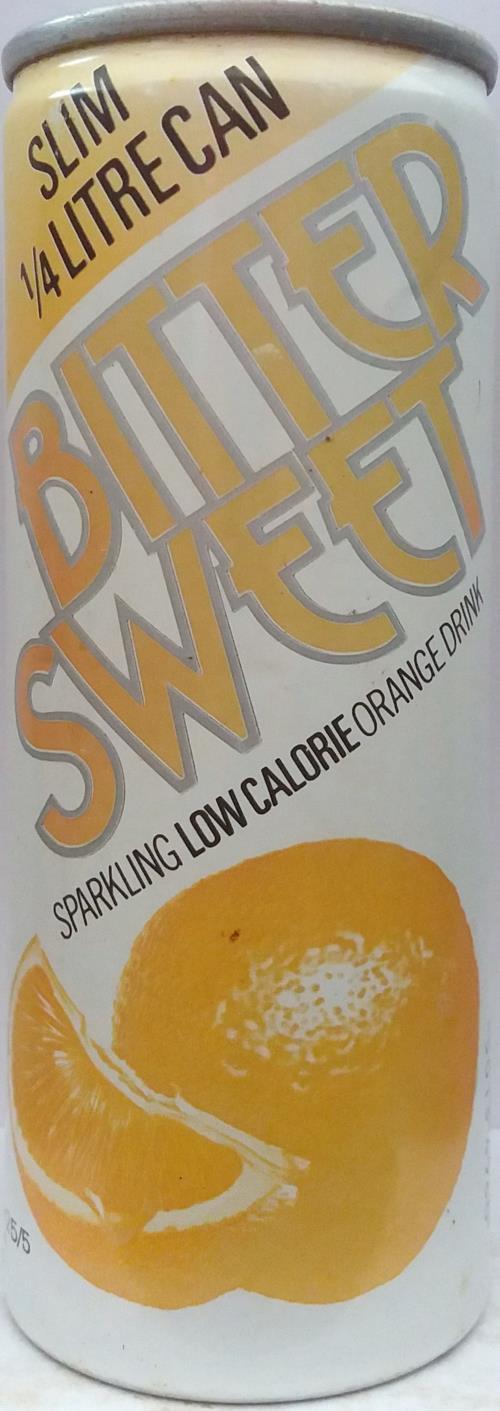 SLIM
1/4 LITRE CAN
BITTER
SWEET
SPARKLING LOW CALORIE ORANGE DRINK